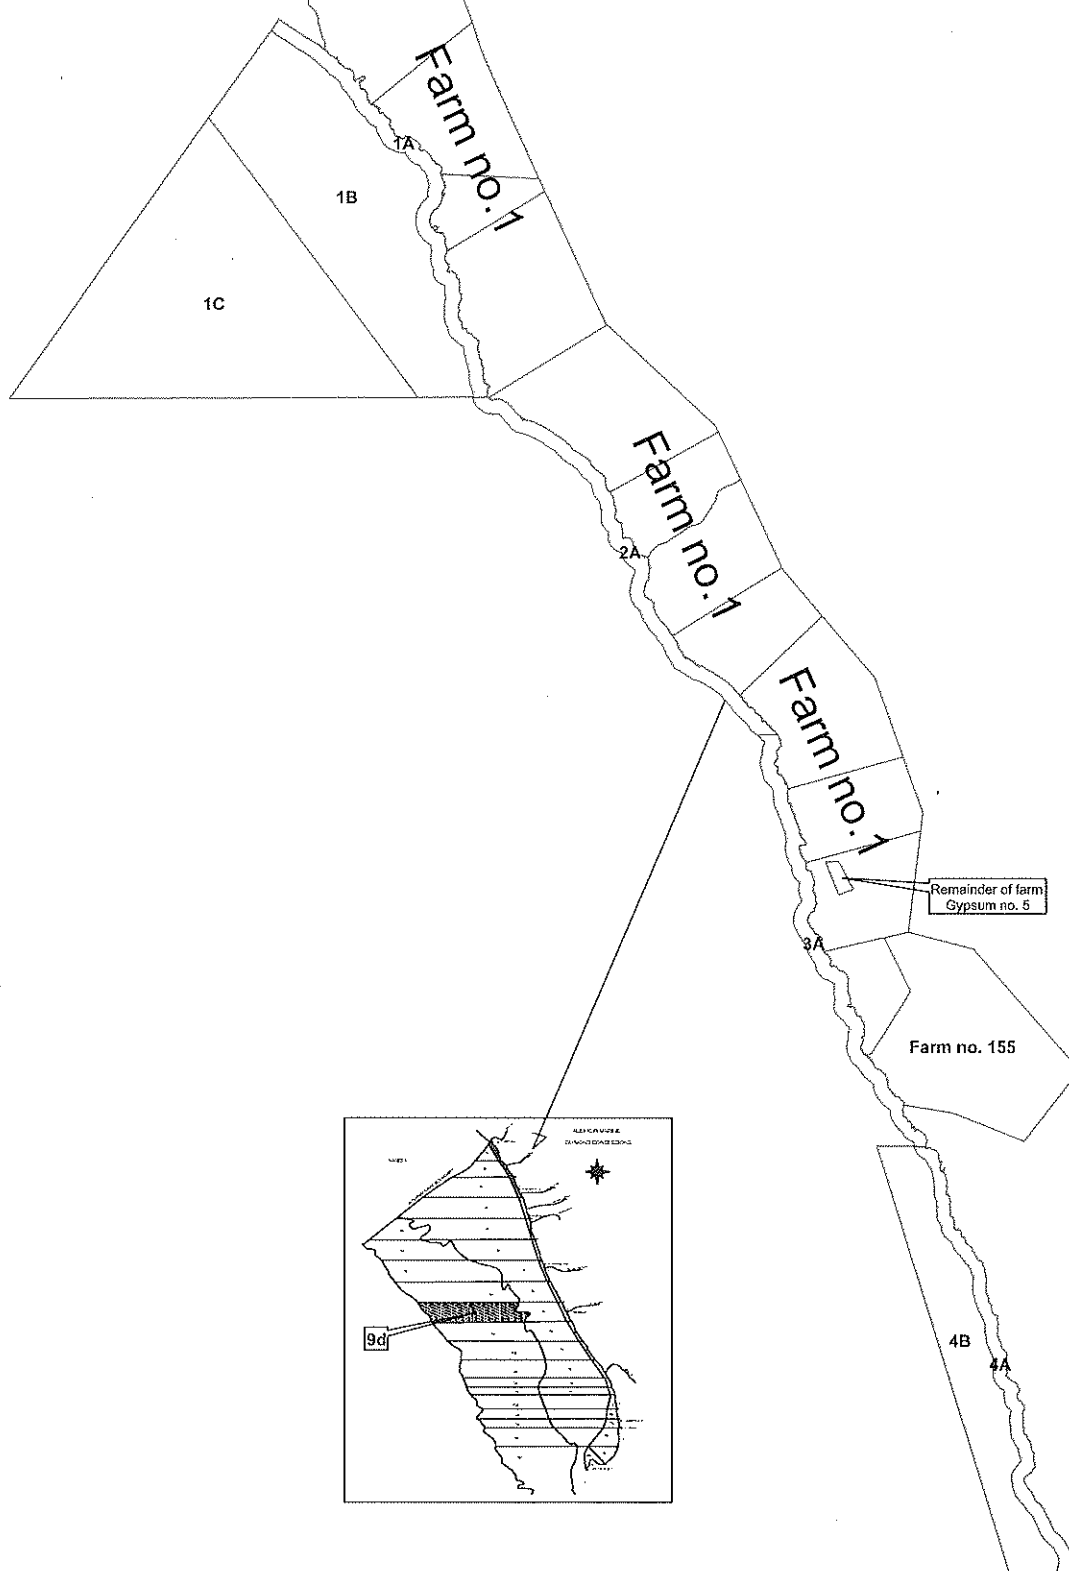 Farm no. 1
1A
1B
1C
Farm no. 1
2A
Farm no. 1
Remainder of farm
Gypsum no. 5
3A
Farm no. 155
9d
4B
4A